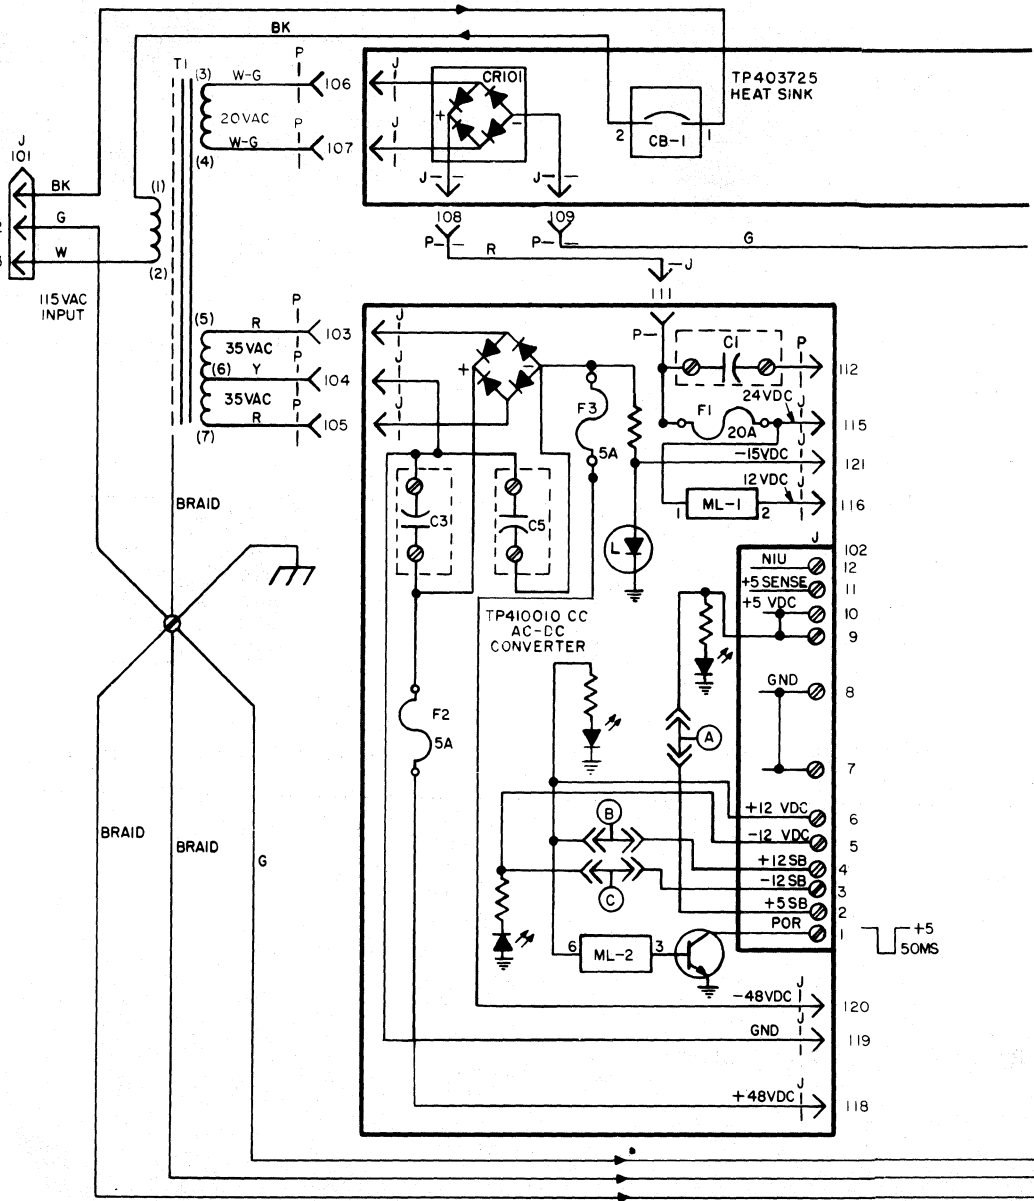 BK
T1
P
(3)
W-G
106
J
CR101
20VAC
+
-
P
W-G
107
J
(4)
TP403725
HEAT SINK
2
CB-1
1
J
101
BK
(1)
G
W
(2)
115VAC
INPUT
J
J
108
109
P
P
R
G
J
111
P
(5)
R
103
J
35VAC
P
(6)
Y
104
J
35VAC
P
R
105
J
(7)
+
-
P
C1
P
112
F3
5A
F1
20A
24VDC
J
115
-15VDC
J
121
12VDC
1
ML-1
2
J
116
C3
C5
L
J
102
NIU
12
+5 SENSE
11
+5 VDC
10
9
BRAID
TP410010 CC
AC-DC
CONVERTER
GND
8
F2
5A
A
7
BRAID
BRAID
G
+12 VDC
6
B
-12 VDC
5
+12SB
4
-12SB
3
C
+5SB
2
POR
1
+5
50MS
6
ML-2
3
-48VDC
J
120
GND
J
119
+48VDC
J
118